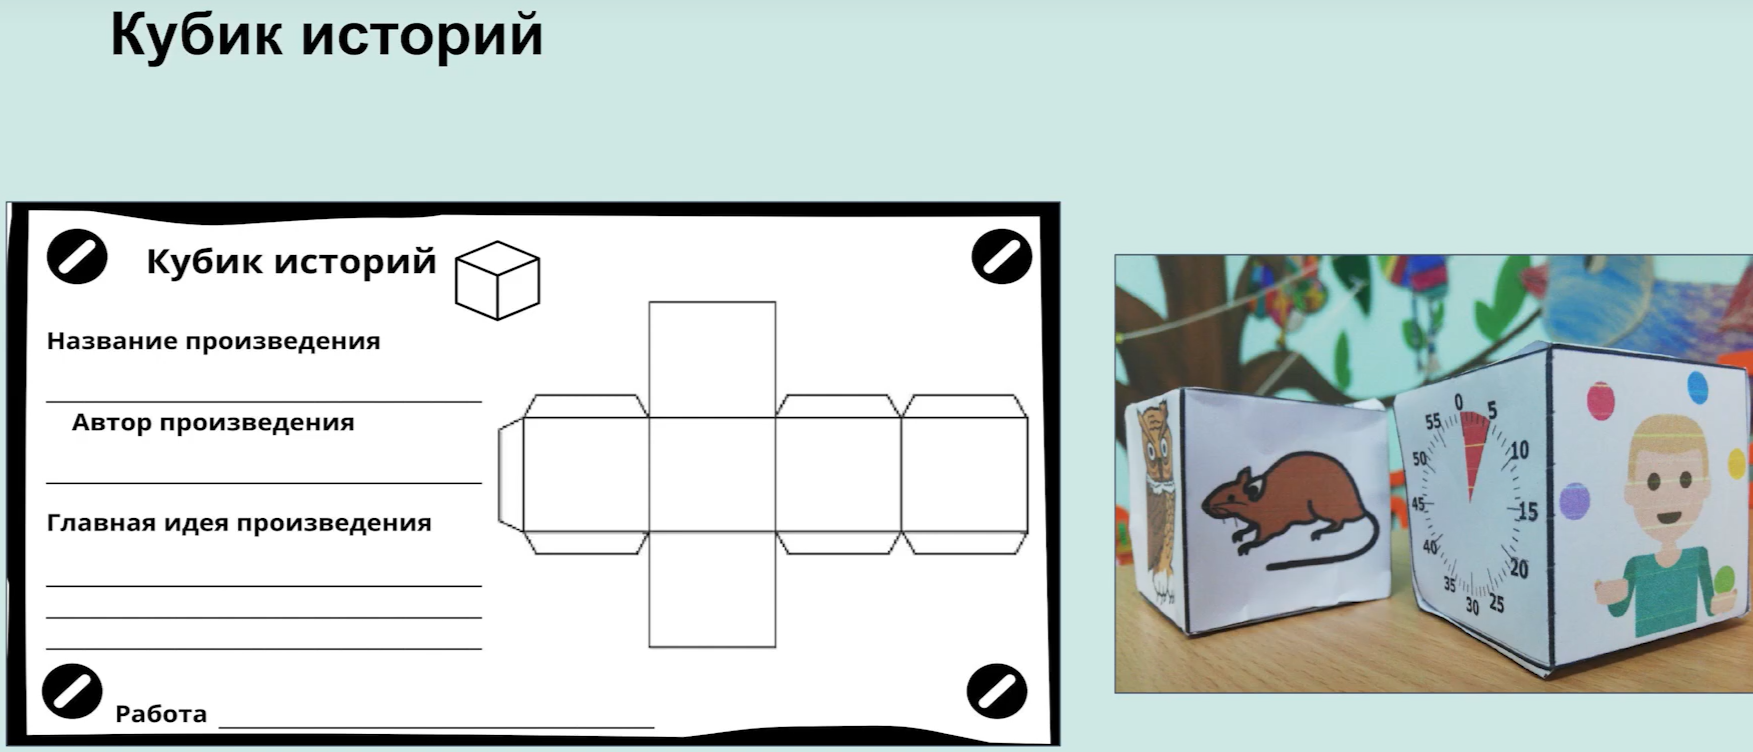 Кубик историй
Кубик историй
Название произведения
Автор произведения
Главная идея произведения
Работа
0
5
10
15
20
25
30
35
40
45
50
55